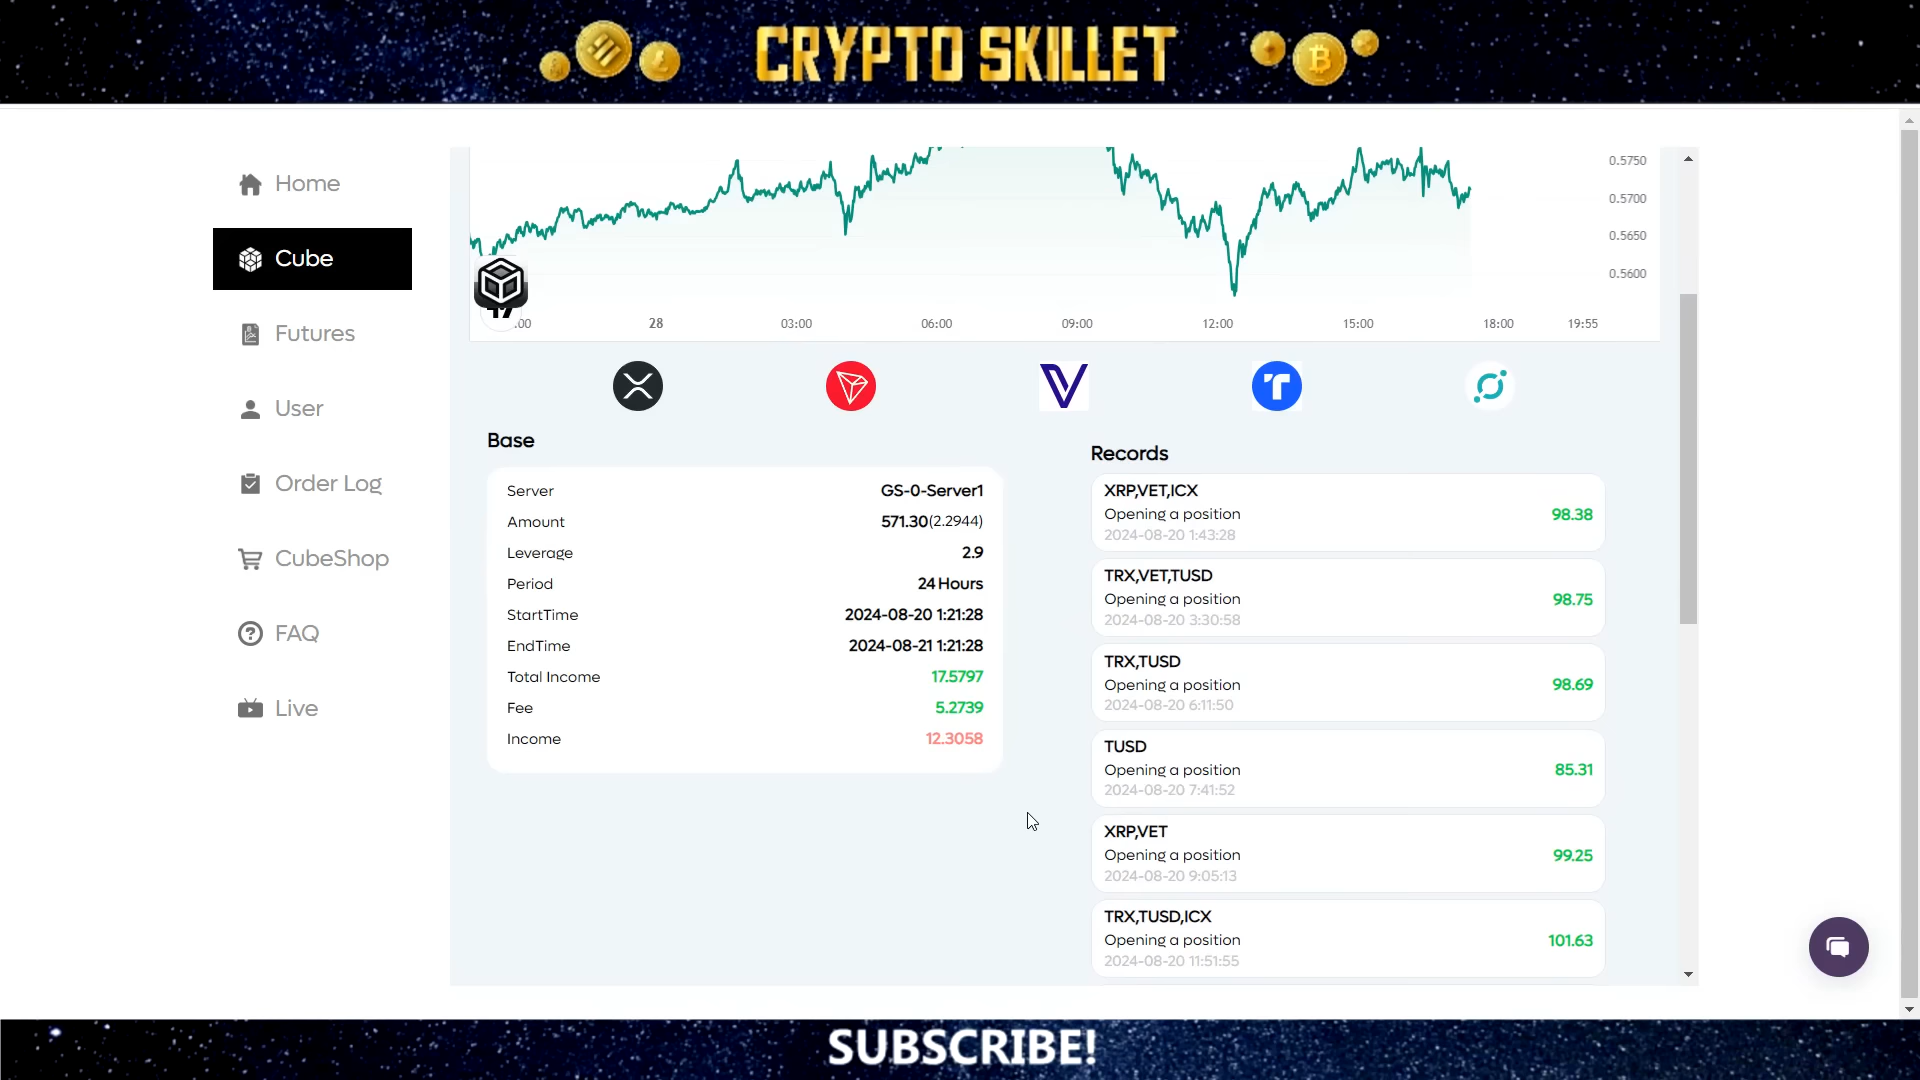 CRYPTO SKILLET
Home
Cube
Futures
User
Order Log
CubeShop
FAQ
Live
0.5750
0.5700
0.5650
0.5600
:00 28 03:00 06:00 09:00 12:00 15:00 18:00 19:55
Base
Server GS-0-Server1
Amount 571.30(2.2944)
Leverage 2.9
Period 24 Hours
StartTime 2024-08-20 1:21:28
EndTime 2024-08-21 1:21:28
Total Income 17.5797
Fee 5.2739
Income 12.3058
Records
XRP,VET,ICX
Opening a position 98.38
2024-08-20 1:43:28
TRX,VET,TUSD
Opening a position 98.75
2024-08-20 3:30:58
TRX,TUSD
Opening a position 98.69
2024-08-20 6:11:50
TUSD
Opening a position 85.31
2024-08-20 7:41:52
XRP,VET
Opening a position 99.25
2024-08-20 9:05:13
TRX,TUSD,ICX
Opening a position 101.63
2024-08-20 11:51:55
SUBSCRIBE!